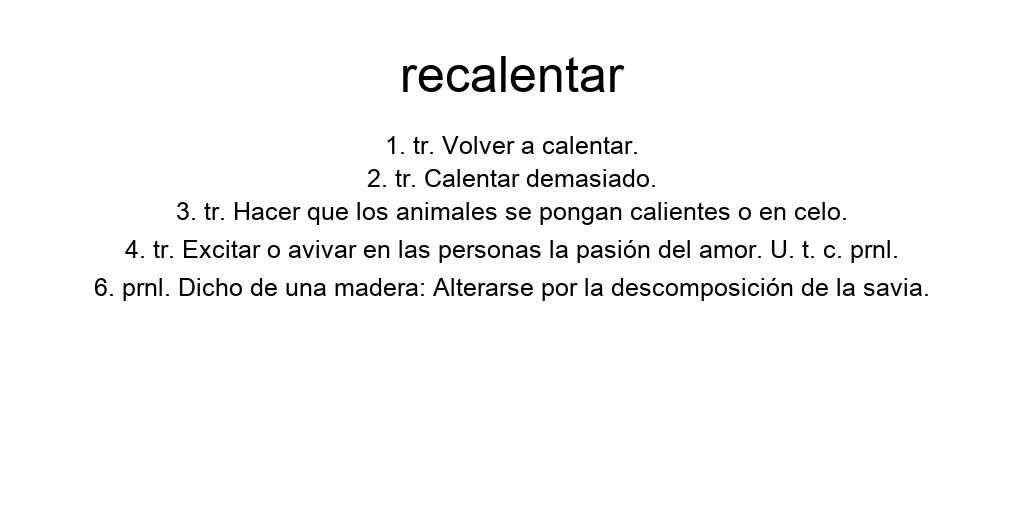 recalentar
1. tr. Volver a calentar.
2. tr. Calentar demasiado.
3. tr. Hacer que los animales se pongan calientes o en celo.
4. tr. Excitar o avivar en las personas la pasión del amor. U. t. c. prnl.
6. prnl. Dicho de una madera: Alterarse por la descomposición de la savia.